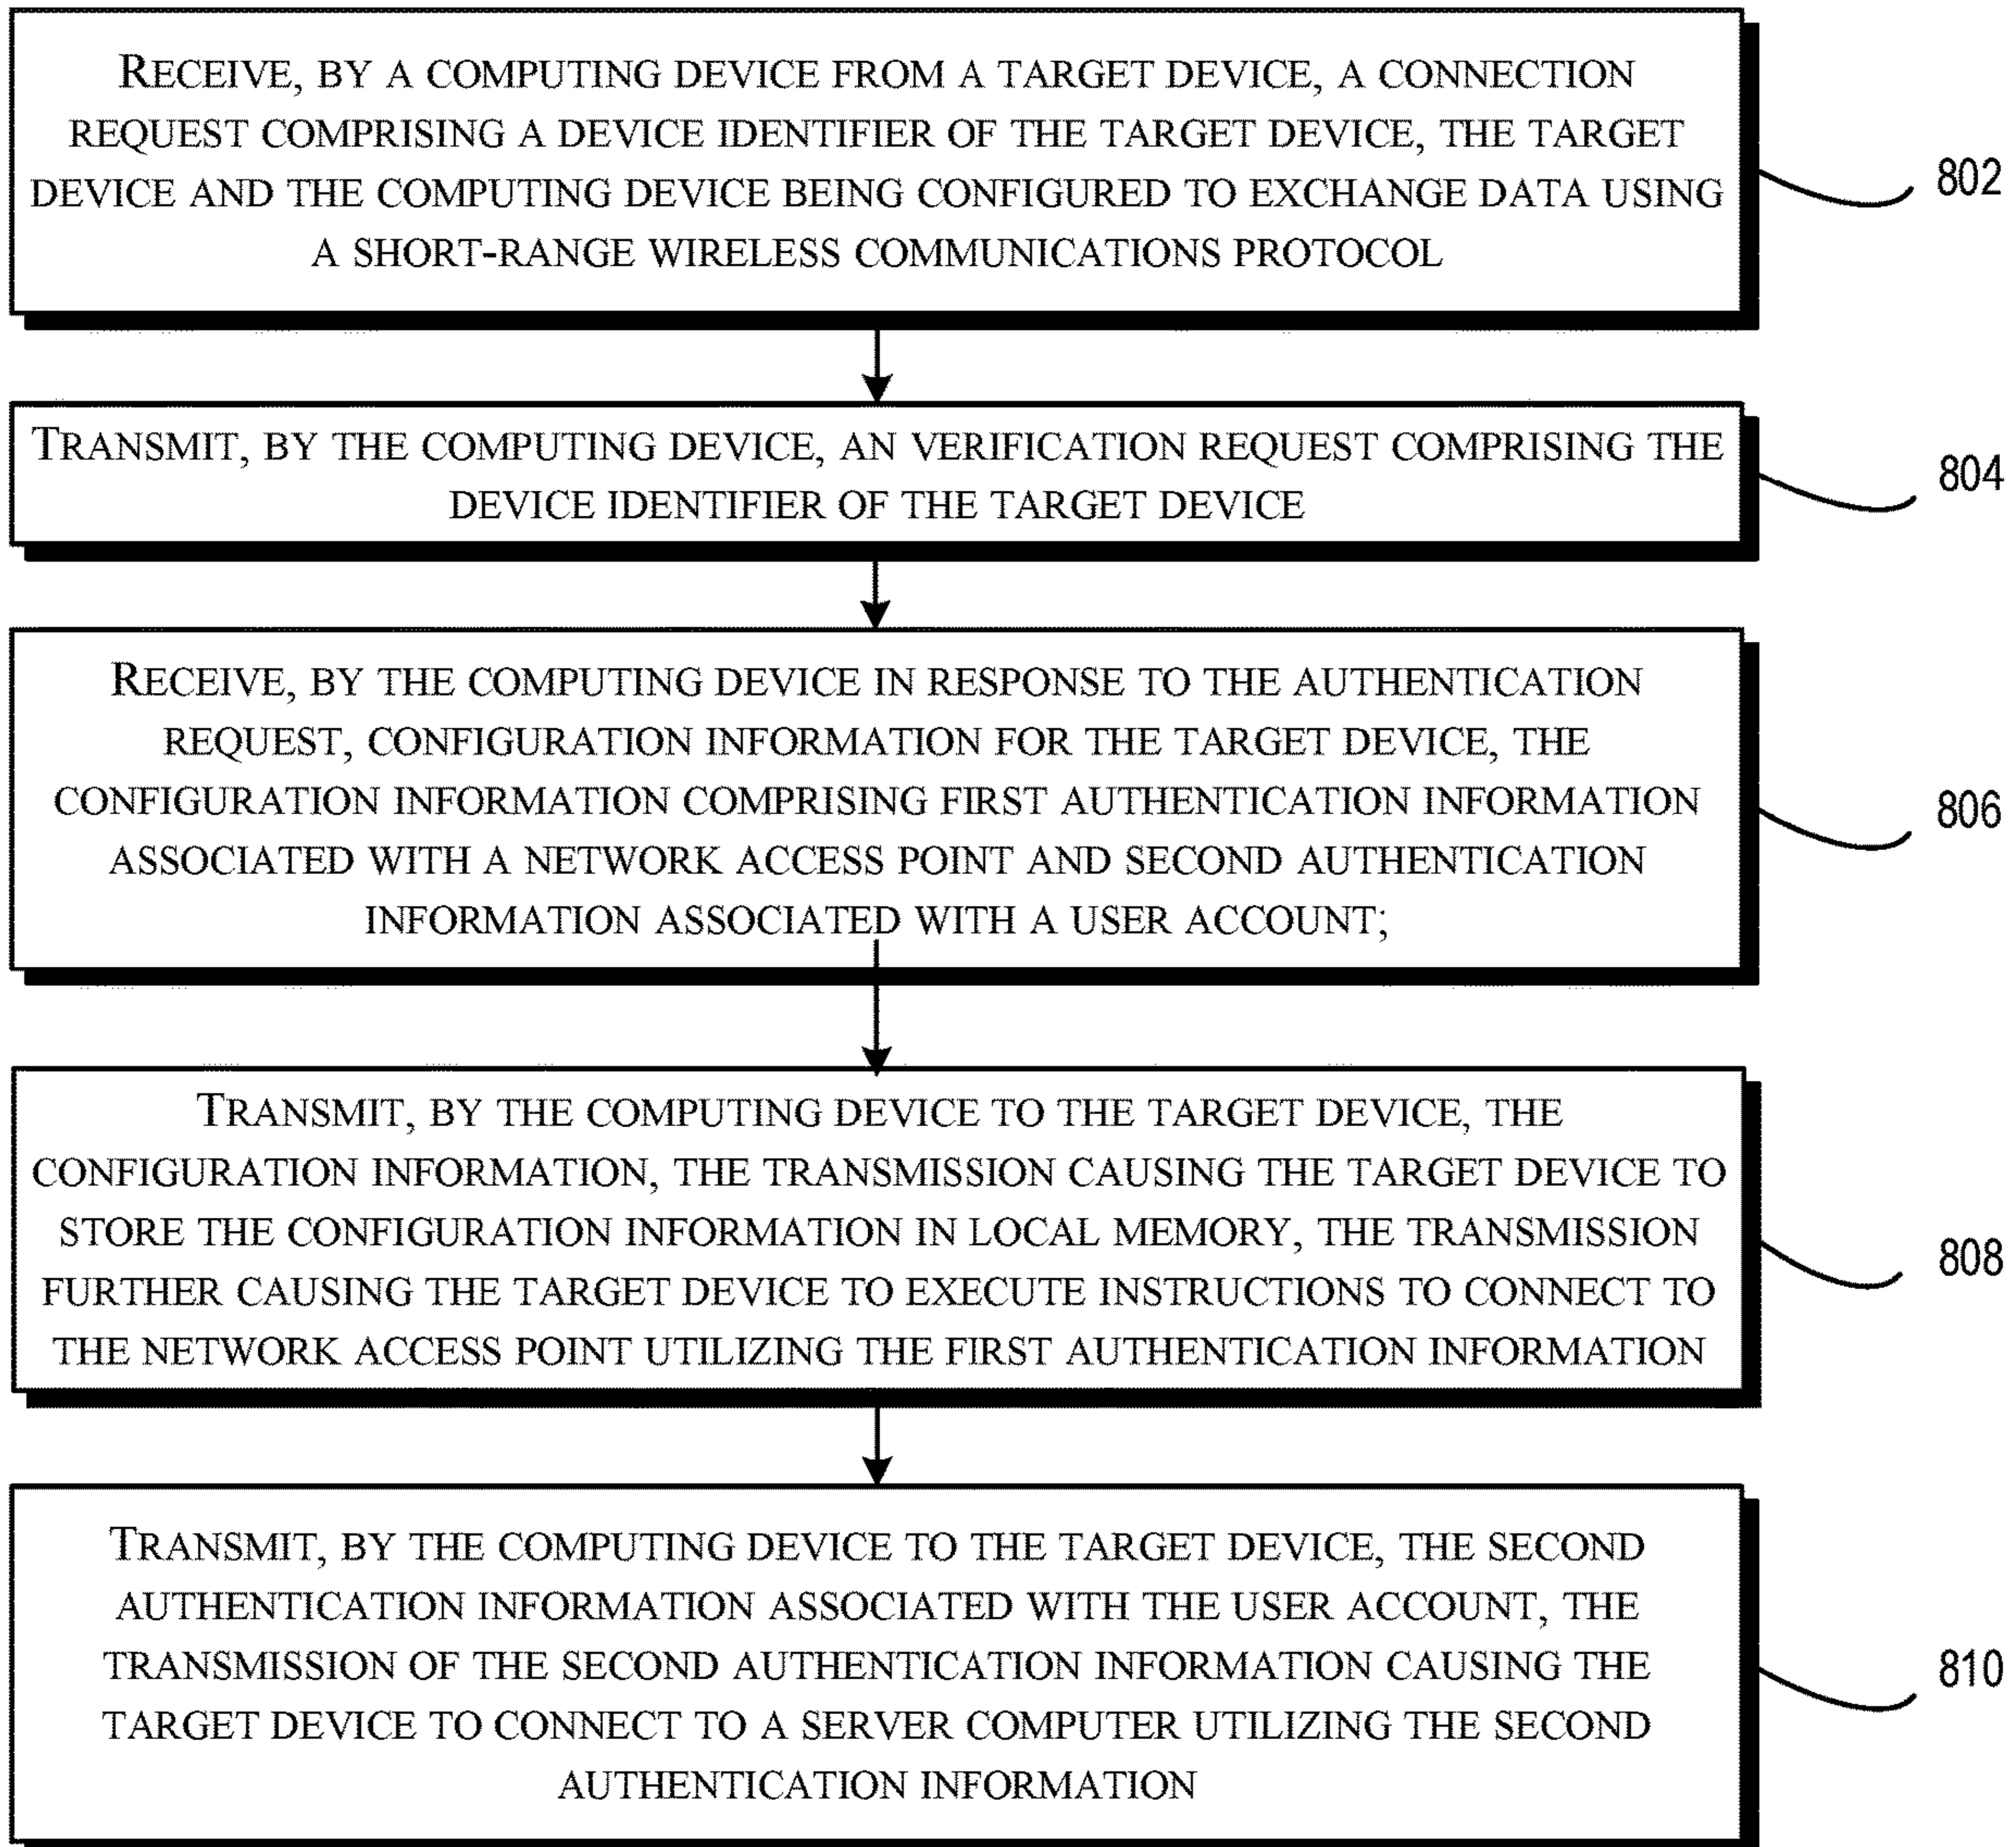 RECEIVE, BY A COMPUTING DEVICE FROM A TARGET DEVICE, A CONNECTION
REQUEST COMPRISING A DEVICE IDENTIFIER OF THE TARGET DEVICE, THE TARGET
DEVICE AND THE COMPUTING DEVICE BEING CONFIGURED TO EXCHANGE DATA USING
A SHORT-RANGE WIRELESS COMMUNICATIONS PROTOCOL
802
TRANSMIT, BY THE COMPUTING DEVICE, AN VERIFICATION REQUEST COMPRISING THE
DEVICE IDENTIFIER OF THE TARGET DEVICE
804
RECEIVE, BY THE COMPUTING DEVICE IN RESPONSE TO THE AUTHENTICATION
REQUEST, CONFIGURATION INFORMATION FOR THE TARGET DEVICE, THE
CONFIGURATION INFORMATION COMPRISING FIRST AUTHENTICATION INFORMATION
ASSOCIATED WITH A NETWORK ACCESS POINT AND SECOND AUTHENTICATION
INFORMATION ASSOCIATED WITH A USER ACCOUNT;
806
TRANSMIT, BY THE COMPUTING DEVICE TO THE TARGET DEVICE, THE
CONFIGURATION INFORMATION, THE TRANSMISSION CAUSING THE TARGET DEVICE TO
STORE THE CONFIGURATION INFORMATION IN LOCAL MEMORY, THE TRANSMISSION
FURTHER CAUSING THE TARGET DEVICE TO EXECUTE INSTRUCTIONS TO CONNECT TO
THE NETWORK ACCESS POINT UTILIZING THE FIRST AUTHENTICATION INFORMATION
808
TRANSMIT, BY THE COMPUTING DEVICE TO THE TARGET DEVICE, THE SECOND
AUTHENTICATION INFORMATION ASSOCIATED WITH THE USER ACCOUNT, THE
TRANSMISSION OF THE SECOND AUTHENTICATION INFORMATION CAUSING THE
TARGET DEVICE TO CONNECT TO A SERVER COMPUTER UTILIZING THE SECOND
AUTHENTICATION INFORMATION
810